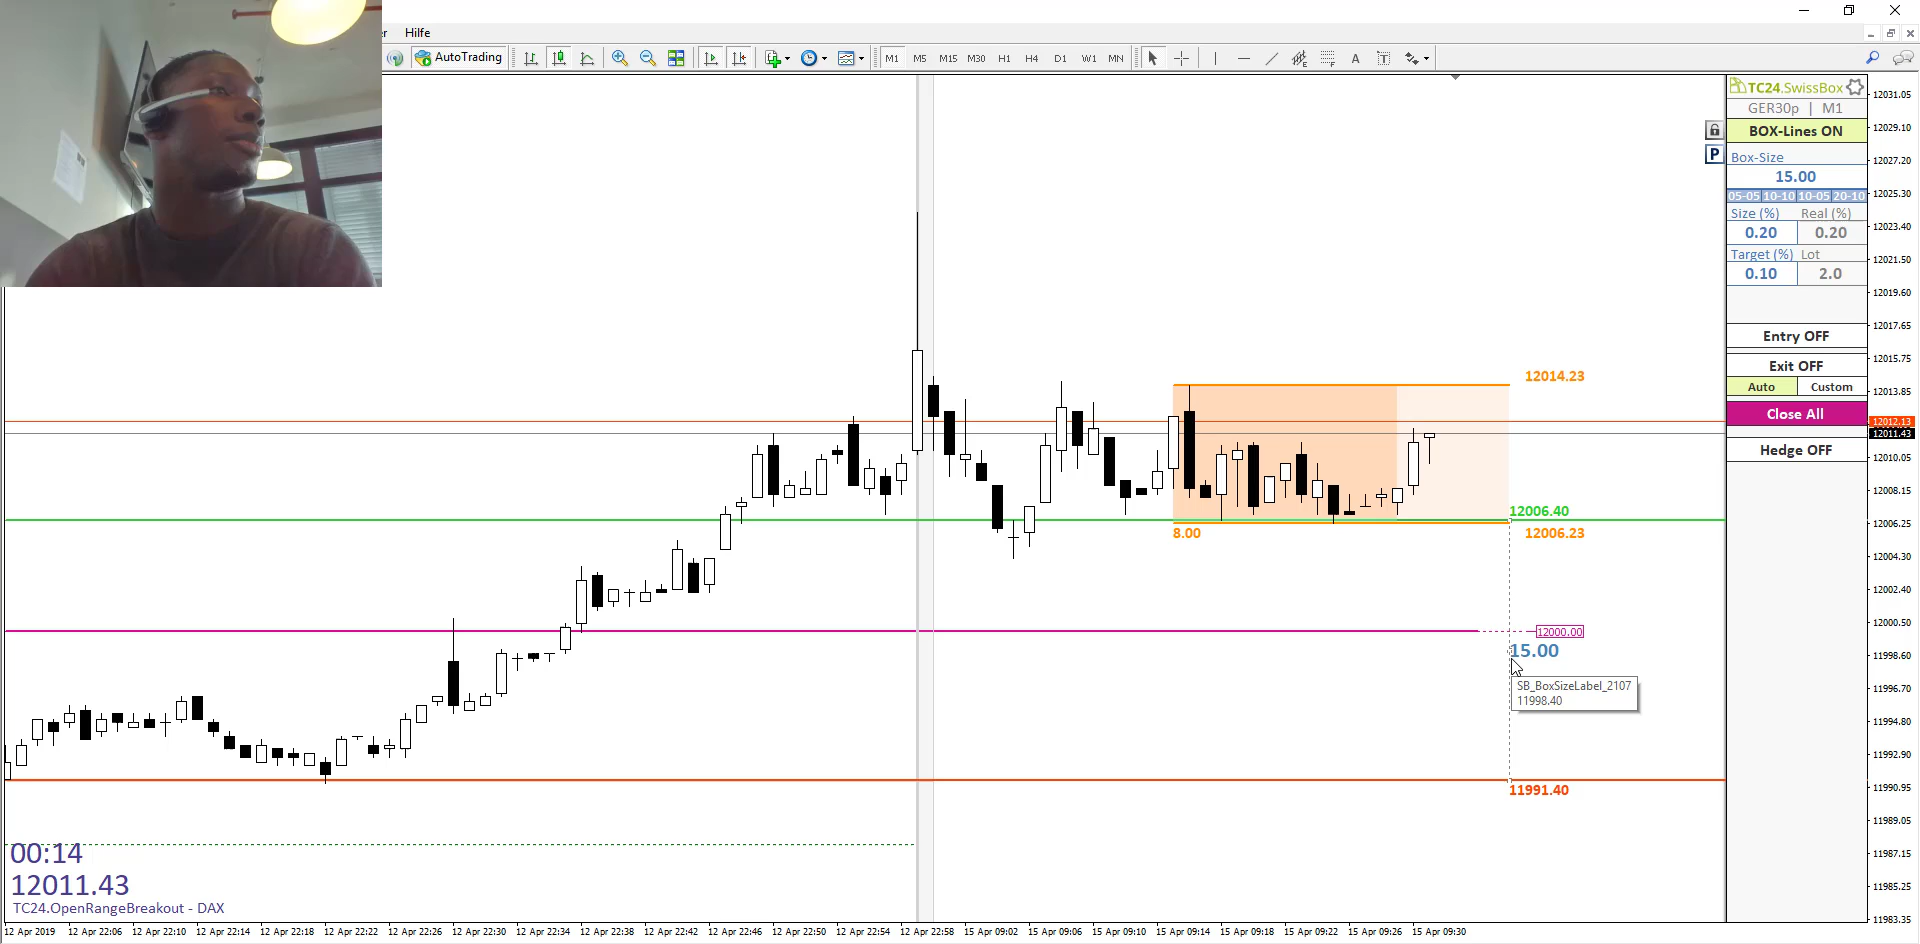 Hilfe
AutoTrading M1 M5 M15 M30 H1 H4 D1 W1 MN A T
TC24.SwissBox
GER30p | M1
BOX-Lines ON
P
Box-Size
15.00
05-05 10-10 10-05 20-10
Size (%) Real (%)
0.20 0.20
Target (%) Lot
0.10 2.0
Entry OFF
Exit OFF
Auto Custom
Close All
Hedge OFF
12031.05
12029.10
12027.20
12025.30
12023.40
12021.50
12019.60
12017.65
12015.75
12013.85
12012.13
12011.43
12010.05
12008.15
12006.25
12004.30
12002.40
12000.50
11998.60
11996.70
11994.80
11992.90
11990.95
11989.05
11987.15
11985.25
11983.35
12014.23
12006.40
8.00 12006.23
12000.00
15.00
SB_BoxSizeLabel_2107
11998.40
11991.40
00:14
12011.43
TC24.OpenRangeBreakout - DAX
12 Apr 2019 12 Apr 22:06 12 Apr 22:10 12 Apr 22:14 12 Apr 22:18 12 Apr 22:22 12 Apr 22:26 12 Apr 22:30 12 Apr 22:34 12 Apr 22:38 12 Apr 22:42 12 Apr 22:46 12 Apr 22:50 12 Apr 22:54 12 Apr 22:58 15 Apr 09:02 15 Apr 09:06 15 Apr 09:10 15 Apr 09:14 15 Apr 09:18 15 Apr 09:22 15 Apr 09:26 15 Apr 09:30